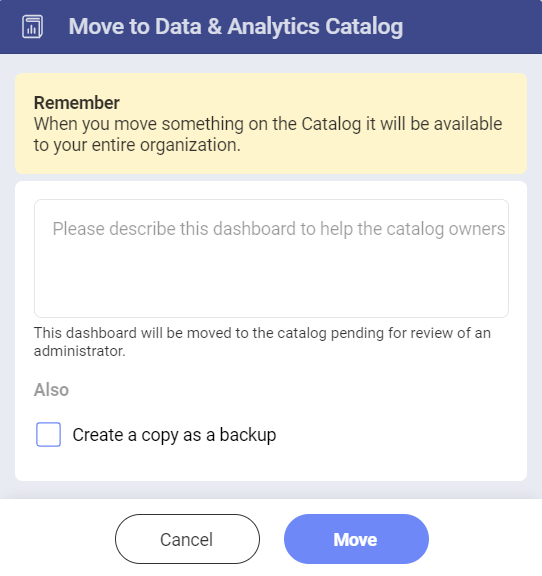 Move to Data & Analytics Catalog
Remember
When you move something on the Catalog it will be available
to your entire organization.
Please describe this dashboard to help the catalog owners
This dashboard will be moved to the catalog pending for review of an
administrator.
Also
Create a copy as a backup
Cancel
Move